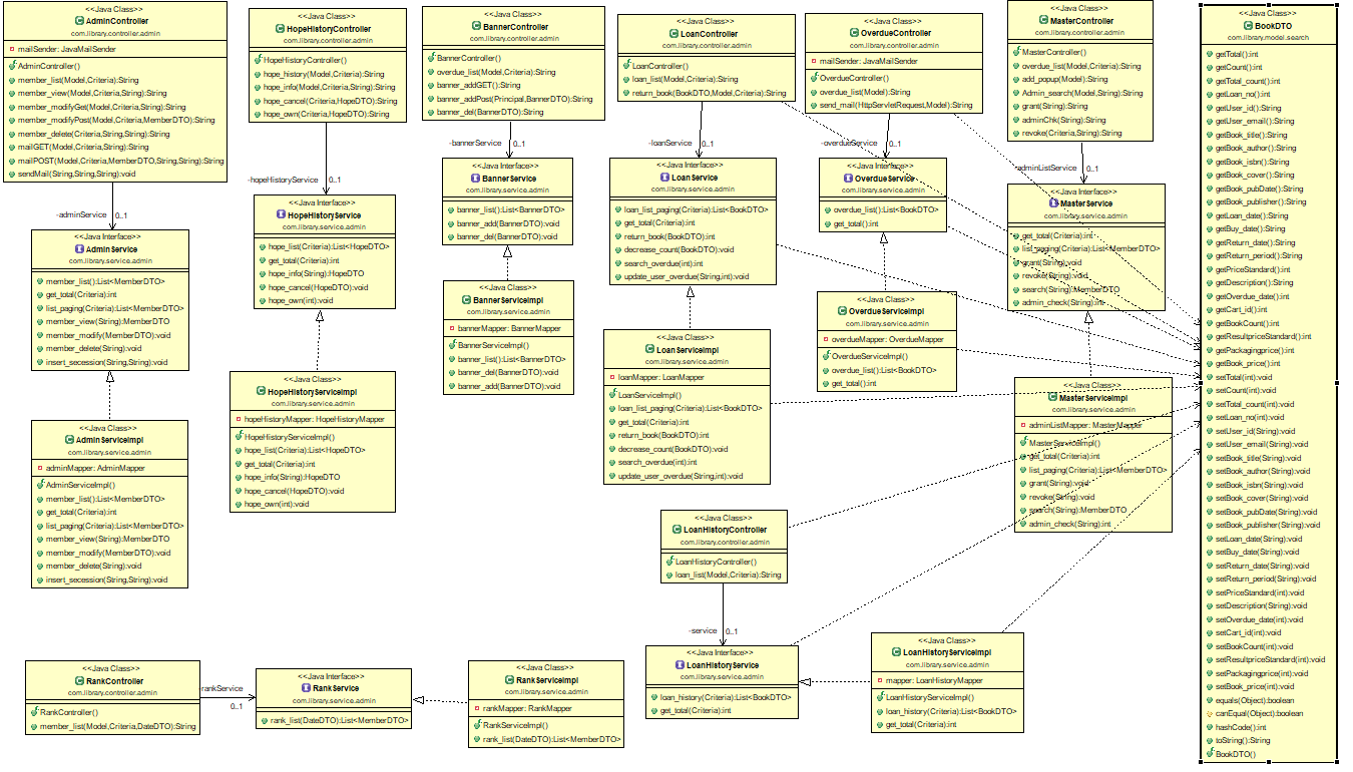 <<Java Class>>
AdminController
com.library.controller.admin
mailSender: JavaMailSender
AdminController()
member_list(Model,Criteria):String
member_view(Model,Criteria,String):String
member_modifyGet(Model,Criteria,String):String
member_modifyPost(Model,Criteria,MemberDTO):String
member_delete(Criteria,String,String):String
mailGET(Model,Criteria,String):String
mailPOST(Model,Criteria,MemberDTO,String,String):String
sendMail(String,String,String):void
-adminService
0..1
<<Java Interface>>
AdminService
com.library.service.admin
member_list():List<MemberDTO>
get_total(Criteria):int
list_paging(Criteria):List<MemberDTO>
member_view(String):MemberDTO
member_modify(MemberDTO):void
member_delete(String):void
insert_secession(String,String):void
<<Java Class>>
AdminServiceImpl
com.library.service.admin
adminMapper: AdminMapper
AdminServiceImpl()
member_list():List<MemberDTO>
get_total(Criteria):int
list_paging(Criteria):List<MemberDTO>
member_view(String):MemberDTO
member_modify(MemberDTO):void
member_delete(String):void
insert_secession(String,String):void
<<Java Class>>
HopeHistoryController
com.library.controller.admin
HopeHistoryController()
hope_history(Model,Criteria):String
hope_info(Model,Criteria,String):String
hope_cancel(Criteria,HopeDTO):String
hope_own(Criteria,HopeDTO):String
-hopeHistoryService
0..1
<<Java Interface>>
HopeHistoryService
com.library.service.admin
hope_list(Criteria):List<HopeDTO>
get_total(Criteria):int
hope_info(String):HopeDTO
hope_cancel(HopeDTO):void
hope_own(int):void
<<Java Class>>
HopeHistoryServiceImpl
com.library.service.admin
hopeHistoryMapper: HopeHistoryMapper
HopeHistoryServiceImpl()
hope_list(Criteria):List<HopeDTO>
get_total(Criteria):int
hope_info(String):HopeDTO
hope_cancel(HopeDTO):void
hope_own(int):void
<<Java Class>>
BannerController
com.library.controller.admin
BannerController()
overdue_list(Model,Criteria):String
banner_addGET():String
banner_addPost(Principal,BannerDTO):String
banner_del(BannerDTO):String
-bannerService
0..1
<<Java Interface>>
BannerService
com.library.service.admin
banner_list():List<BannerDTO>
banner_add(BannerDTO):void
banner_del(BannerDTO):void
<<Java Class>>
BannerServiceImpl
com.library.service.admin
bannerMapper: BannerMapper
BannerServiceImpl()
banner_list():List<BannerDTO>
banner_del(BannerDTO):void
banner_add(BannerDTO):void
<<Java Class>>
LoanController
com.library.controller.admin
LoanController()
loan_list(Model,Criteria):String
return_book(BookDTO,Model,Criteria):String
-loanService
0..1
<<Java Interface>>
LoanService
com.library.service.admin
loan_list_paging(Criteria):List<BookDTO>
get_total(Criteria):int
return_book(BookDTO):int
decrease_count(BookDTO):void
search_overdue(int):int
update_user_overdue(String,int):void
<<Java Class>>
LoanServiceImpl
com.library.service.admin
loanMapper: LoanMapper
LoanServiceImpl()
loan_list_paging(Criteria):List<BookDTO>
get_total(Criteria):int
return_book(BookDTO):int
decrease_count(BookDTO):void
search_overdue(int):int
update_user_overdue(String,int):void
<<Java Class>>
OverdueController
com.library.controller.admin
mailSender: JavaMailSender
OverdueController()
overdue_list(Model):String
send_mail(HttpServletRequest,Model):String
-overdueService
0..1
<<Java Interface>>
OverdueService
com.library.service.admin
overdue_list():List<BookDTO>
get_total():int
<<Java Class>>
OverdueServiceImpl
com.library.service.admin
overdueMapper: OverdueMapper
OverdueServiceImpl()
overdue_list():List<BookDTO>
get_total():int
<<Java Class>>
MasterController
com.library.controller.admin
MasterController()
overdue_list(Model,Criteria):String
add_popup(Model):String
Admin_search(Model,String):String
grant(String):String
adminChk(String):String
revoke(Criteria,String):String
-adminListService
0..1
<<Java Interface>>
MasterService
com.library.service.admin
get_total(Criteria):int
list_paging(Criteria):List<MemberDTO>
grant(String):void
revoke(String):void
search(String):MemberDTO
admin_check(String):int
<<Java Class>>
MasterServiceImpl
com.library.service.admin
adminListMapper: MasterMapper
MasterServiceImpl()
get_total(Criteria):int
list_paging(Criteria):List<MemberDTO>
grant(String):void
revoke(String):void
search(String):MemberDTO
admin_check(String):int
<<Java Class>>
LoanHistoryController
com.library.controller.admin
LoanHistoryController()
loan_list(Model,Criteria):String
-service
0..1
<<Java Interface>>
LoanHistoryService
com.library.service.admin
loan_history(Criteria):List<BookDTO>
get_total(Criteria):int
<<Java Class>>
LoanHistoryServiceImpl
com.library.service.admin
mapper: LoanHistoryMapper
LoanHistoryServiceImpl()
loan_history(Criteria):List<BookDTO>
get_total(Criteria):int
<<Java Class>>
RankController
com.library.controller.admin
RankController()
member_list(Model,Criteria,DateDTO):String
-rankService
0..1
<<Java Interface>>
RankService
com.library.service.admin
rank_list(DateDTO):List<MemberDTO>
<<Java Class>>
RankServiceImpl
com.library.service.admin
rankMapper: RankMapper
RankServiceImpl()
rank_list(DateDTO):List<MemberDTO>
<<Java Class>>
BookDTO
com.library.model.search
getTotal():int
getCount():int
getTotal_count():int
getLoan_no():int
getUser_id():String
getUser_email():String
getBook_title():String
getBook_author():String
getBook_isbn():String
getBook_cover():String
getBook_pubDate():String
getBook_publisher():String
getLoan_date():String
getBuy_date():String
getReturn_date():String
getReturn_period():String
getPriceStandard():int
getDescription():String
getOverdue_date():int
getCart_id():int
getBookCount():int
getResultpriceStandard():int
getPackagingprice():int
getBook_price():int
setTotal(int):void
setCount(int):void
setTotal_count(int):void
setLoan_no(int):void
setUser_id(String):void
setUser_email(String):void
setBook_title(String):void
setBook_author(String):void
setBook_isbn(String):void
setBook_cover(String):void
setBook_pubDate(String):void
setBook_publisher(String):void
setLoan_date(String):void
setBuy_date(String):void
setReturn_date(String):void
setReturn_period(String):void
setPriceStandard(int):void
setDescription(String):void
setOverdue_date(int):void
setCart_id(int):void
setBookCount(int):void
setResultpriceStandard(int):void
setPackagingprice(int):void
setBook_price(int):void
equals(Object):boolean
canEqual(Object):boolean
hashCode():int
toString():String
BookDTO()